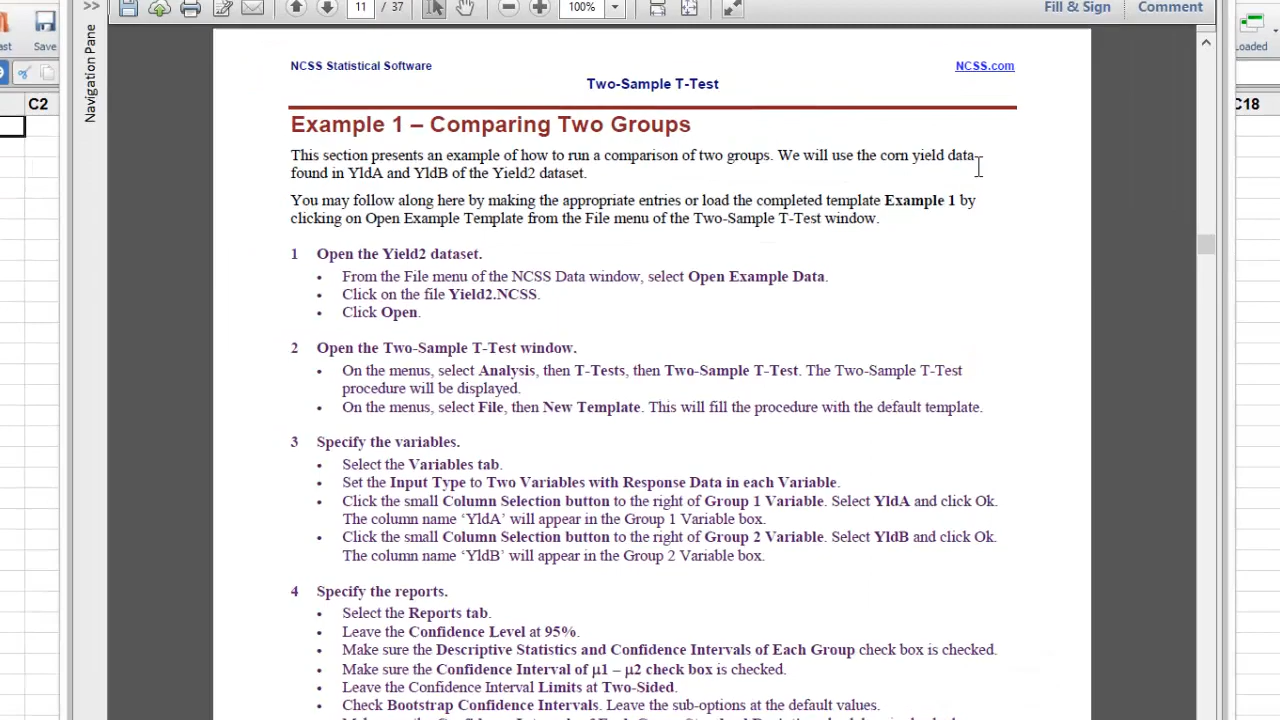 11 / 37
100%
Fill & Sign
Comment
ast
Save
Loaded
Navigation Pane
C2
C18
NCSS Statistical Software
NCSS.com
Two-Sample T-Test
Example 1 – Comparing Two Groups
This section presents an example of how to run a comparison of two groups. We will use the corn yield data
found in YldA and YldB of the Yield2 dataset.
You may follow along here by making the appropriate entries or load the completed template Example 1 by
clicking on Open Example Template from the File menu of the Two-Sample T-Test window.
1 Open the Yield2 dataset.
• From the File menu of the NCSS Data window, select Open Example Data.
• Click on the file Yield2.NCSS.
• Click Open.
2 Open the Two-Sample T-Test window.
• On the menus, select Analysis, then T-Tests, then Two-Sample T-Test. The Two-Sample T-Test
procedure will be displayed.
• On the menus, select File, then New Template. This will fill the procedure with the default template.
3 Specify the variables.
• Select the Variables tab.
• Set the Input Type to Two Variables with Response Data in each Variable.
• Click the small Column Selection button to the right of Group 1 Variable. Select YldA and click Ok.
The column name ‘YldA’ will appear in the Group 1 Variable box.
• Click the small Column Selection button to the right of Group 2 Variable. Select YldB and click Ok.
The column name ‘YldB’ will appear in the Group 2 Variable box.
4 Specify the reports.
• Select the Reports tab.
• Leave the Confidence Level at 95%.
• Make sure the Descriptive Statistics and Confidence Intervals of Each Group check box is checked.
• Make sure the Confidence Interval of µ1 – µ2 check box is checked.
• Leave the Confidence Interval Limits at Two-Sided.
• Check Bootstrap Confidence Intervals. Leave the sub-options at the default values.